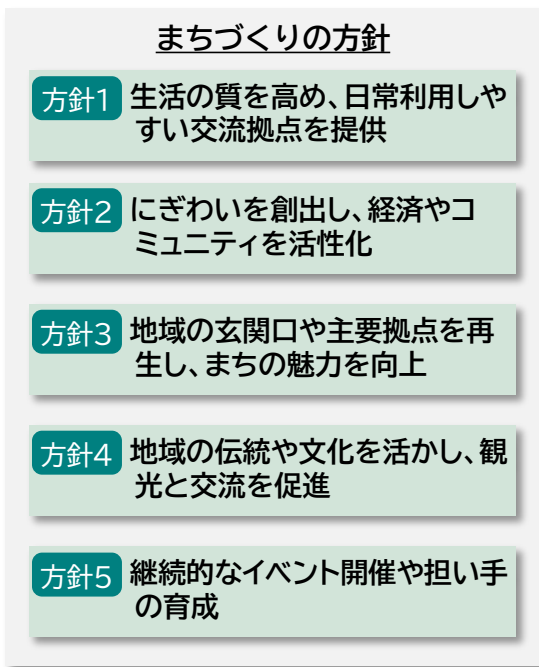 まちづくりの方針
方針1 生活の質を高め、日常利用しや
すい交流拠点を提供
方針2 にぎわいを創出し、経済やコ
ミュニティを活性化
方針3 地域の玄関口や主要拠点を再
生し、まちの魅力を向上
方針4 地域の伝統や文化を活かし、観
光と交流を促進
方針5 継続的なイベント開催や担い手
の育成